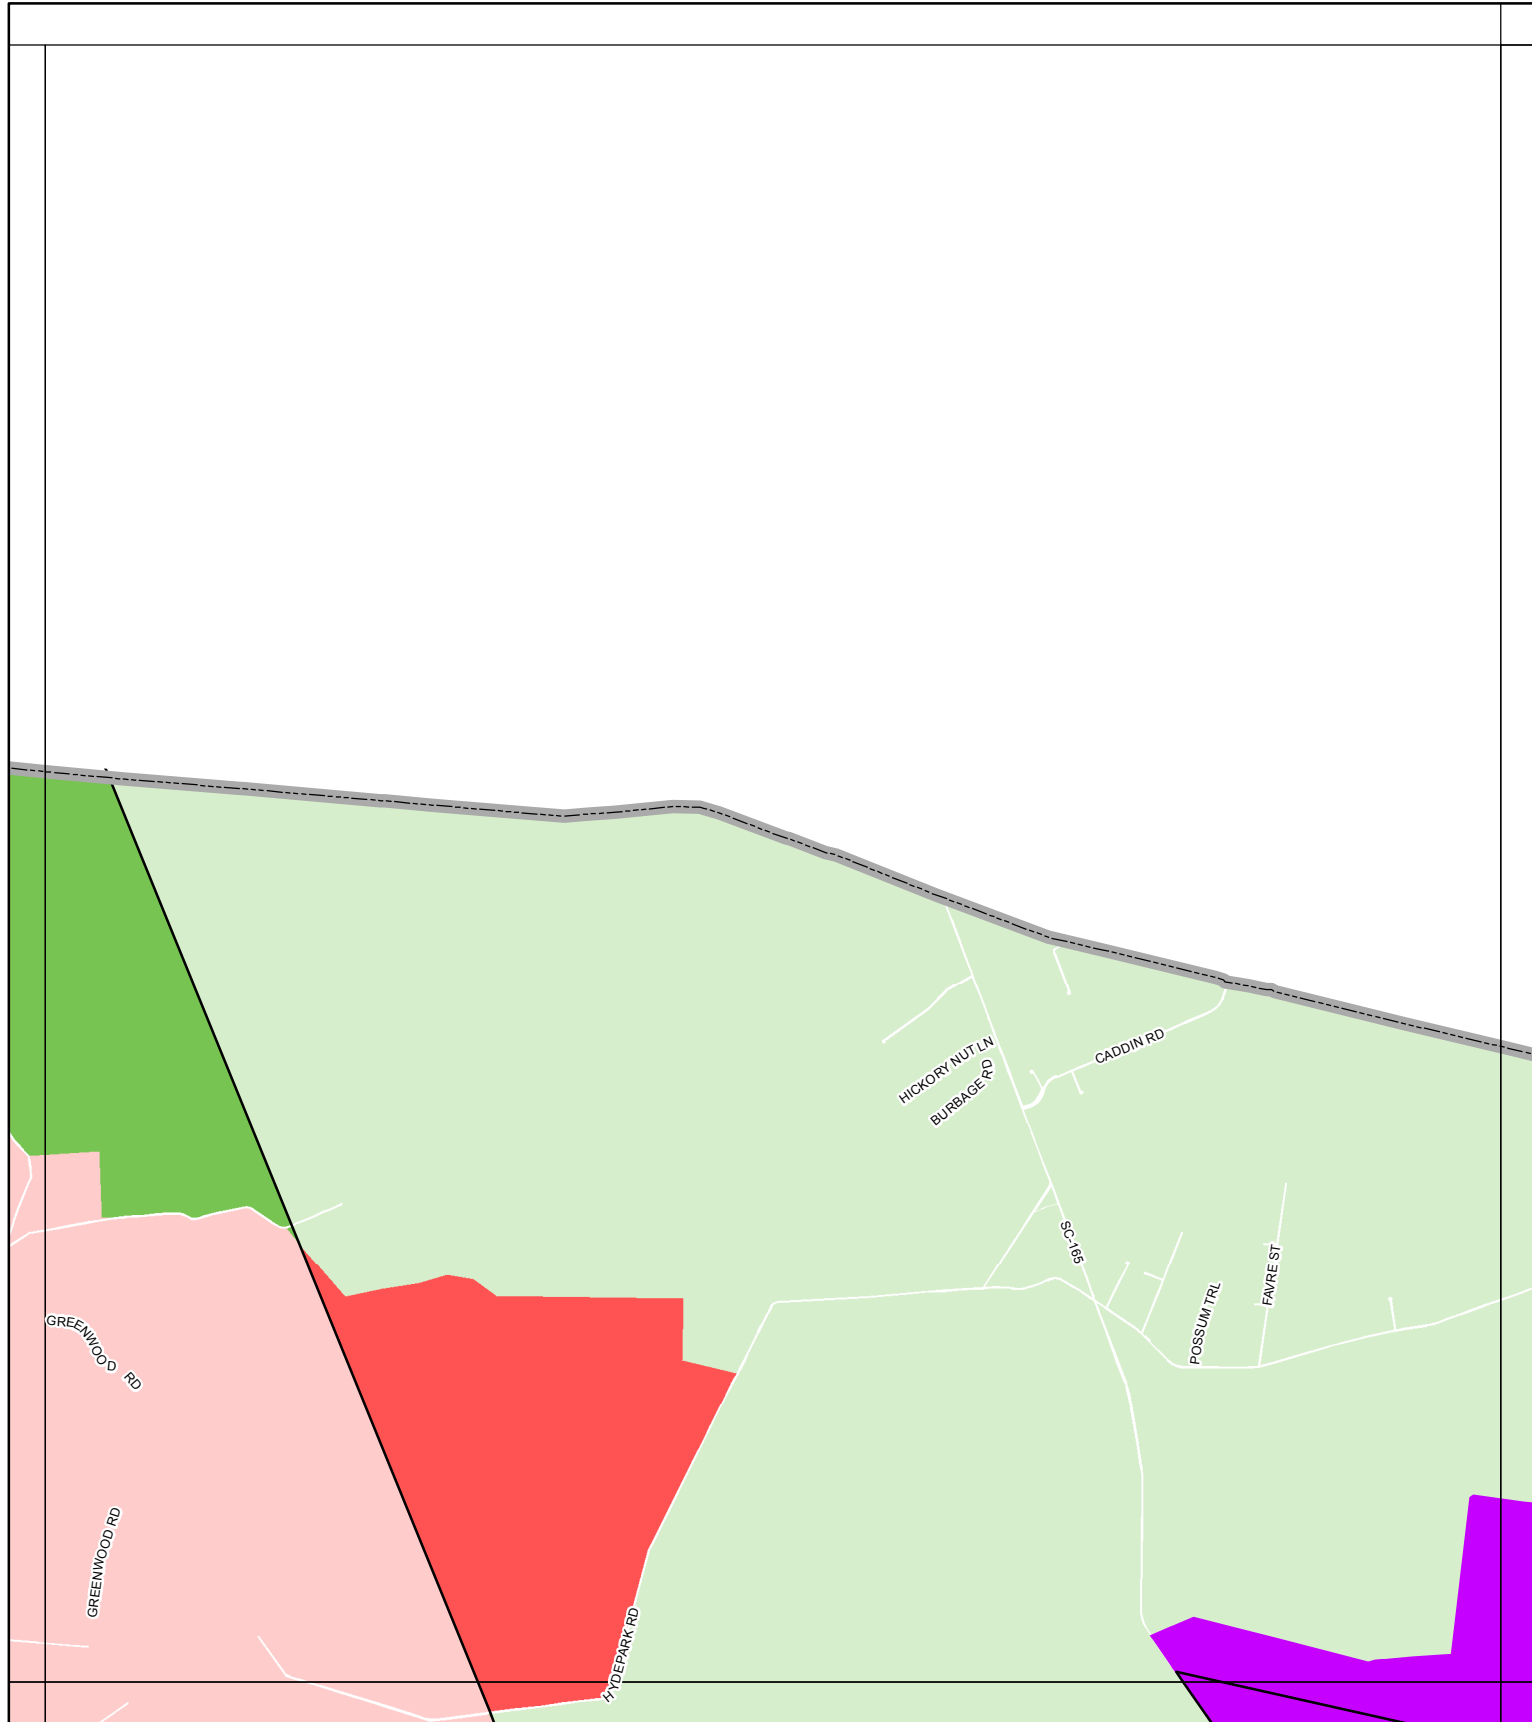 HICKORY NUT LN
BURBAGE RD
CADDIN RD
SC-165
FAVRE ST
POSSUM TRL
GREENWOOD RD
GREENWOOD RD
HYDEPARK RD